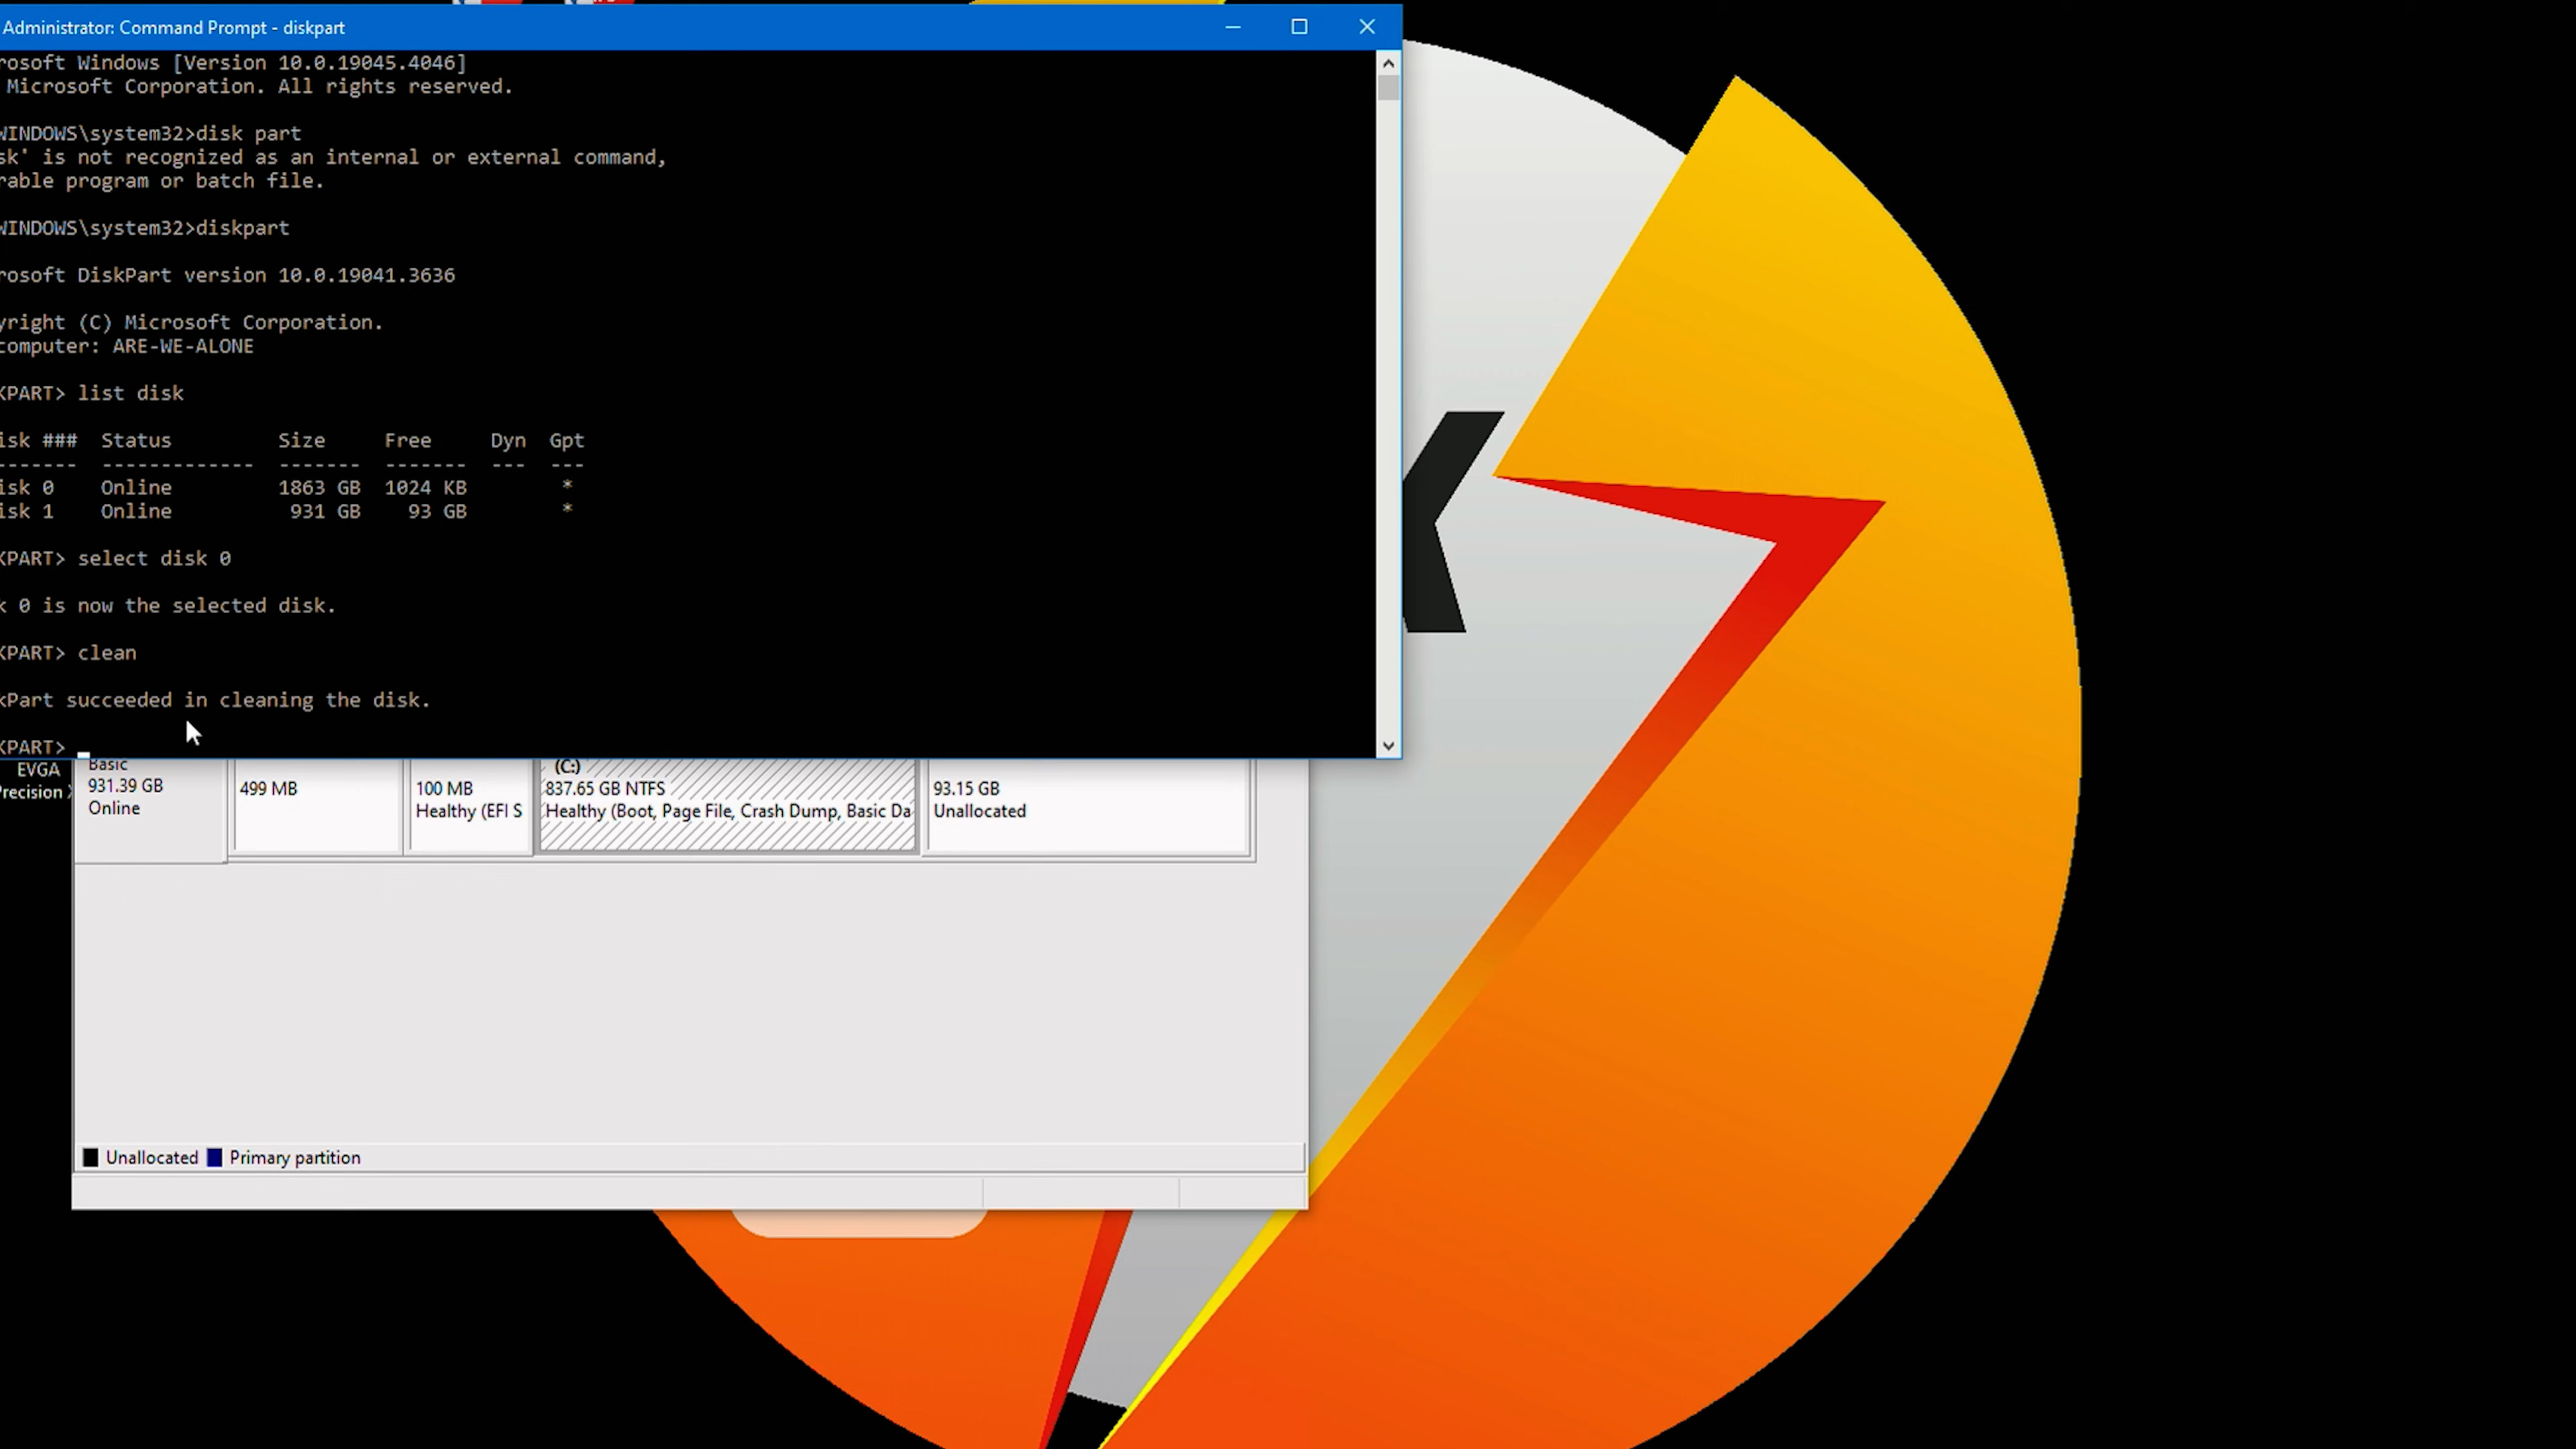 Administrator: Command Prompt - diskpart
rosoft Windows [Version 10.0.19045.4046]
Microsoft Corporation. All rights reserved.
WINDOWS\system32>disk part
sk' is not recognized as an internal or external command,
rable program or batch file.
WINDOWS\system32>diskpart
rosoft DiskPart version 10.0.19041.3636
yright (C) Microsoft Corporation.
computer: ARE-WE-ALONE
KPART> list disk
isk ### Status Size Free Dyn Gpt
------- ------------- ------- ------- --- ---
isk 0 Online 1863 GB 1024 KB *
isk 1 Online 931 GB 93 GB *
KPART> select disk 0
k 0 is now the selected disk.
KPART> clean
kPart succeeded in cleaning the disk.
KPART>
EVGA
Precision X
Basic
931.39 GB
Online
499 MB
100 MB
Healthy (EFI S
(C:)
837.65 GB NTFS
Healthy (Boot, Page File, Crash Dump, Basic Da
93.15 GB
Unallocated
Unallocated Primary partition